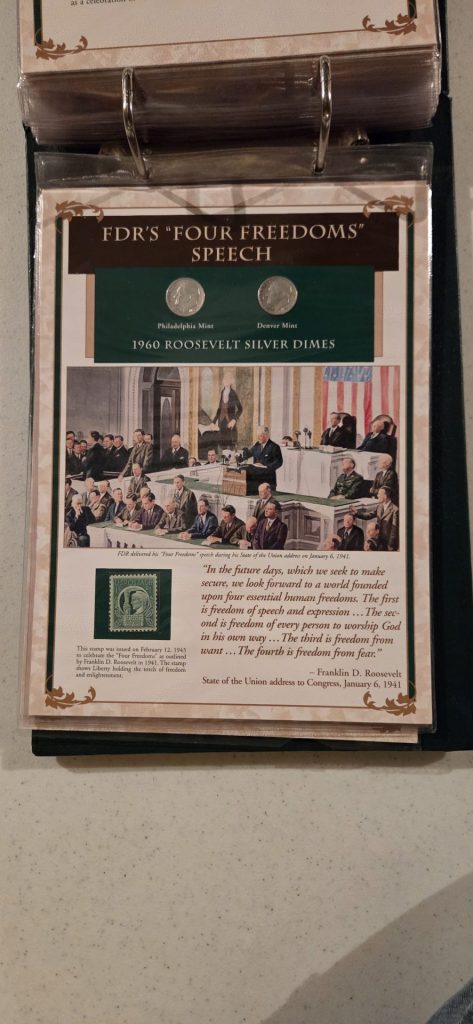 as a celebration o
FDR'S "FOUR FREEDOMS"
SPEECH
Philadelphia Mint
Denver Mint
1960 ROOSEVELT SILVER DIMES
FDR delivered his "Four Freedoms" speech during his State of the Union address on January 6, 1941.
"In the future days, which we seek to make
secure, we look forward to a world founded
upon four essential human freedoms. The first
is freedom of speech and expression ... The sec-
ond is freedom of every person to worship God
in his own way ... The third is freedom from
want ... The fourth is freedom from fear."
– Franklin D. Roosevelt
State of the Union address to Congress, January 6, 1941
This stamp was issued on February 12, 1943
to celebrate the "Four Freedoms" as outlined
by Franklin D. Roosevelt in 1941. The stamp
shows Liberty holding the torch of freedom
and enlightenment.